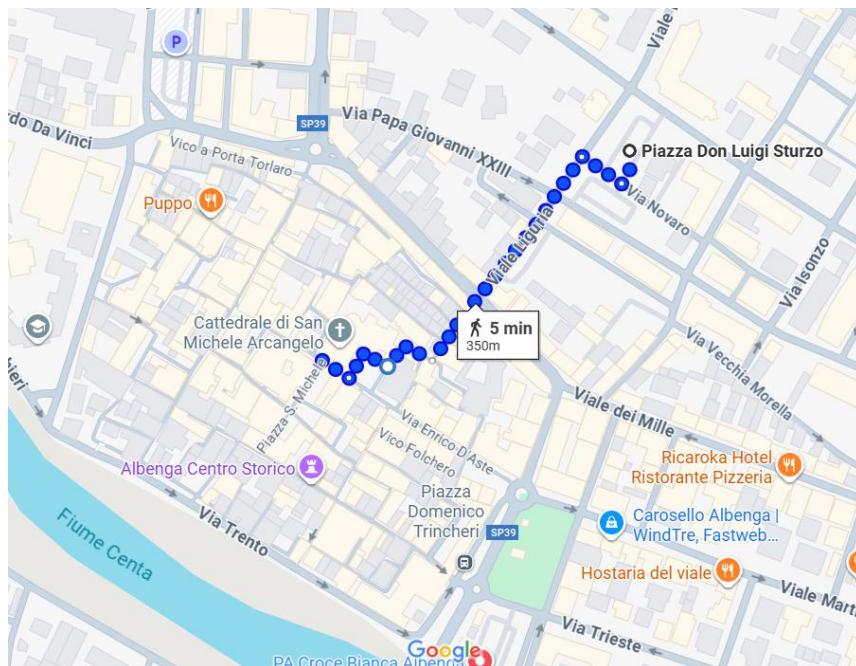 P
Viale
SP39
Via Papa Giovanni XXIII
Piazza Don Luigi Sturzo
Da Vinci
Vico a Porta Torlaro
Puppo
Via Novaro
Viale Liguria
Via Isonzo
Cattedrale di San
Michele Arcangelo
5 min
350m
Via Vecchia Morella
Piazza S. Michele
Viale dei Mille
Via Enrico D'Aste
Vico Folchero
Albenga Centro Storico
Ricaroka Hotel
Ristorante Pizzeria
Piazza
Domenico
Trincheri
SP39
Carosello Albenga |
WindTre, Fastweb...
Via Trento
Fiume Centa
Hostaria del viale
Viale Marti
Via Trieste
Google
PA Croce Bianca Albenga